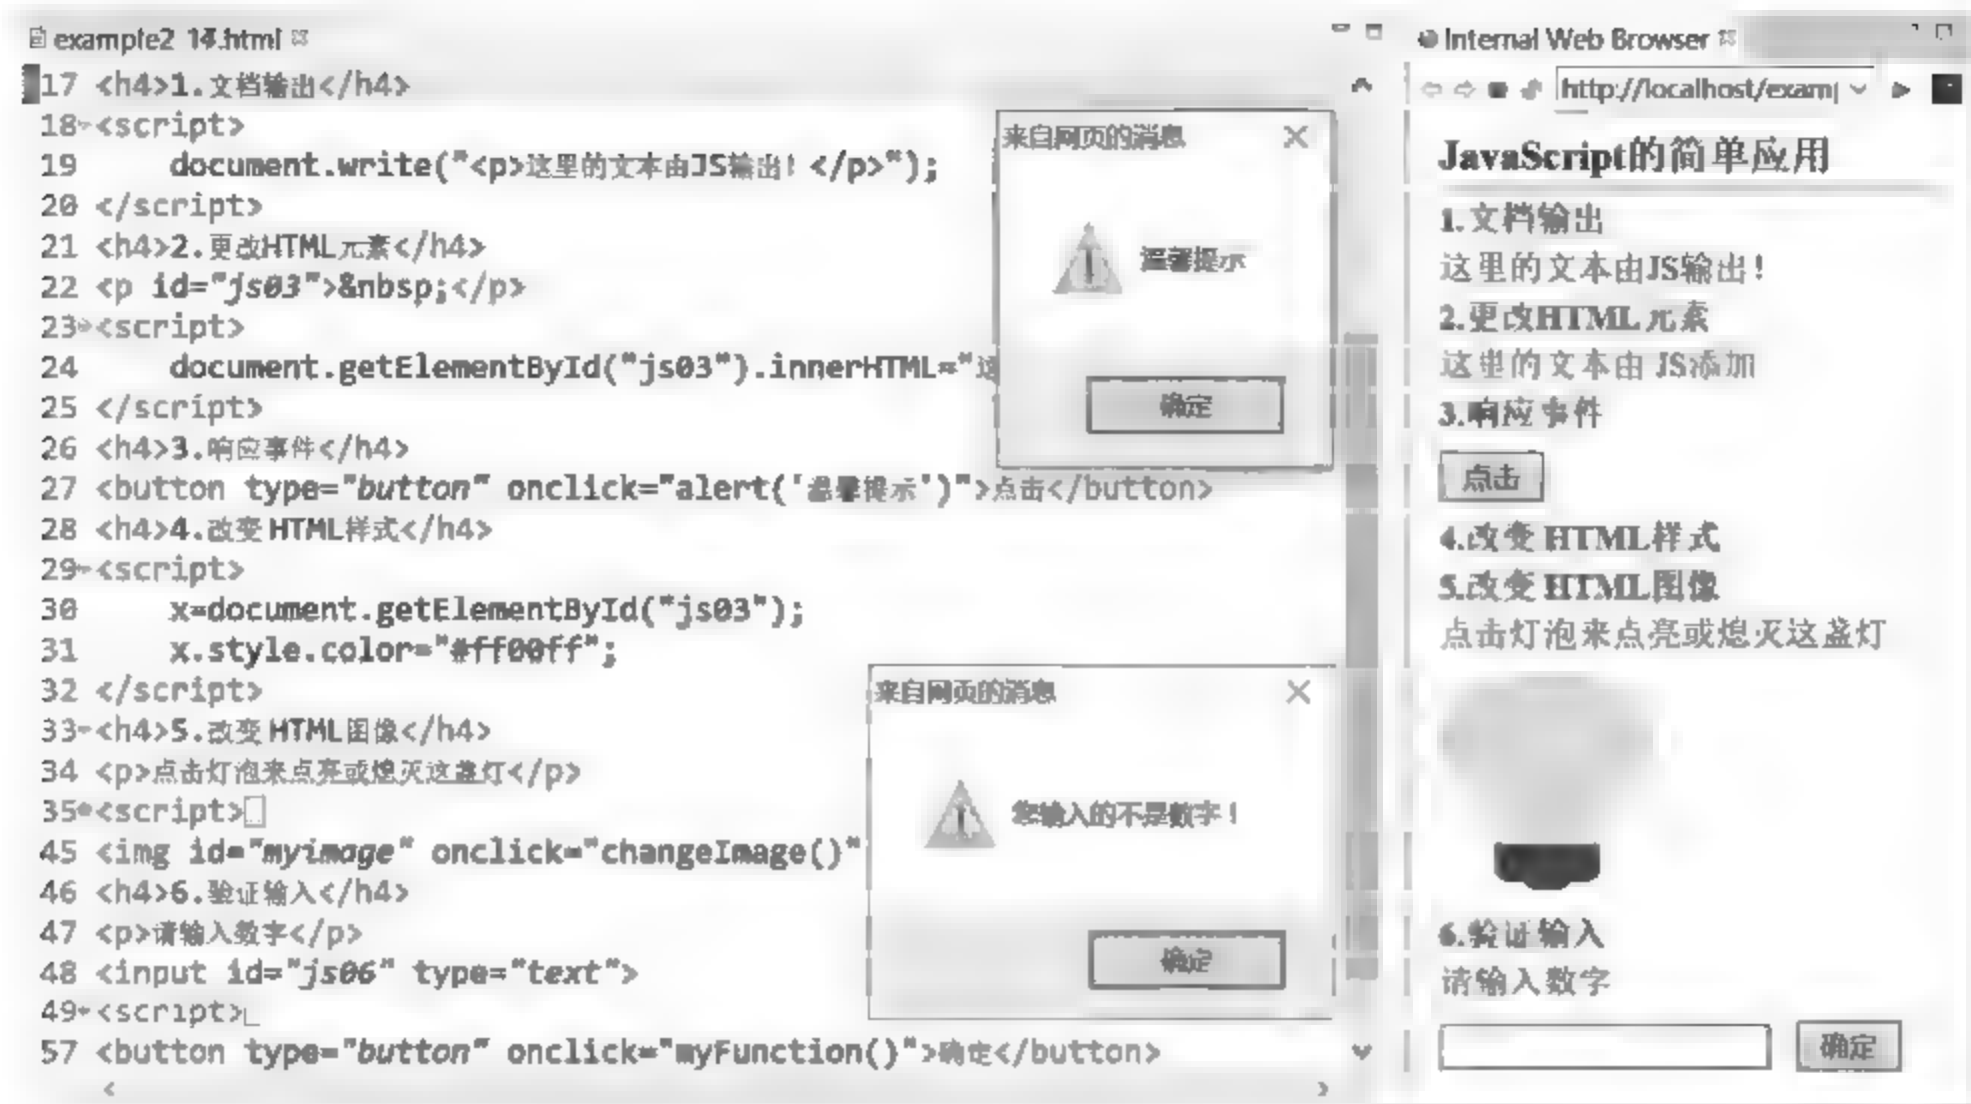 example2_14.html
17 <h4>1.文档输出</h4>
18 <script>
19 document.write("<p>这里的文本由JS输出！</p>");
20 </script>
21 <h4>2.更改HTML元素</h4>
22 <p id="js03">&nbsp;</p>
23 <script>
24 document.getElementById("js03").innerHTML="这
25 </script>
26 <h4>3.响应事件</h4>
27 <button type="button" onclick="alert('温馨提示')">点击</button>
28 <h4>4.改变 HTML样式</h4>
29 <script>
30 x=document.getElementById("js03");
31 x.style.color="#ff00ff";
32 </script>
33 <h4>5.改变 HTML图像</h4>
34 <p>点击灯泡来点亮或熄灭这盏灯</p>
35 <script>
45 <img id="myimage" onclick="changeImage()"
46 <h4>6.验证输入</h4>
47 <p>请输入数字</p>
48 <input id="js06" type="text">
49 <script>
57 <button type="button" onclick="myFunction()">确定</button>
来自网页的消息
温馨提示
确定
来自网页的消息
您输入的不是数字！
确定
Internal Web Browser
http://localhost/exam
JavaScript的简单应用
1.文档输出
这里的文本由JS输出！
2.更改HTML元素
这里的文本由 JS添加
3.响应事件
点击
4.改变 HTML样式
5.改变 HTML图像
点击灯泡来点亮或熄灭这盏灯
6.验证输入
请输入数字
确定